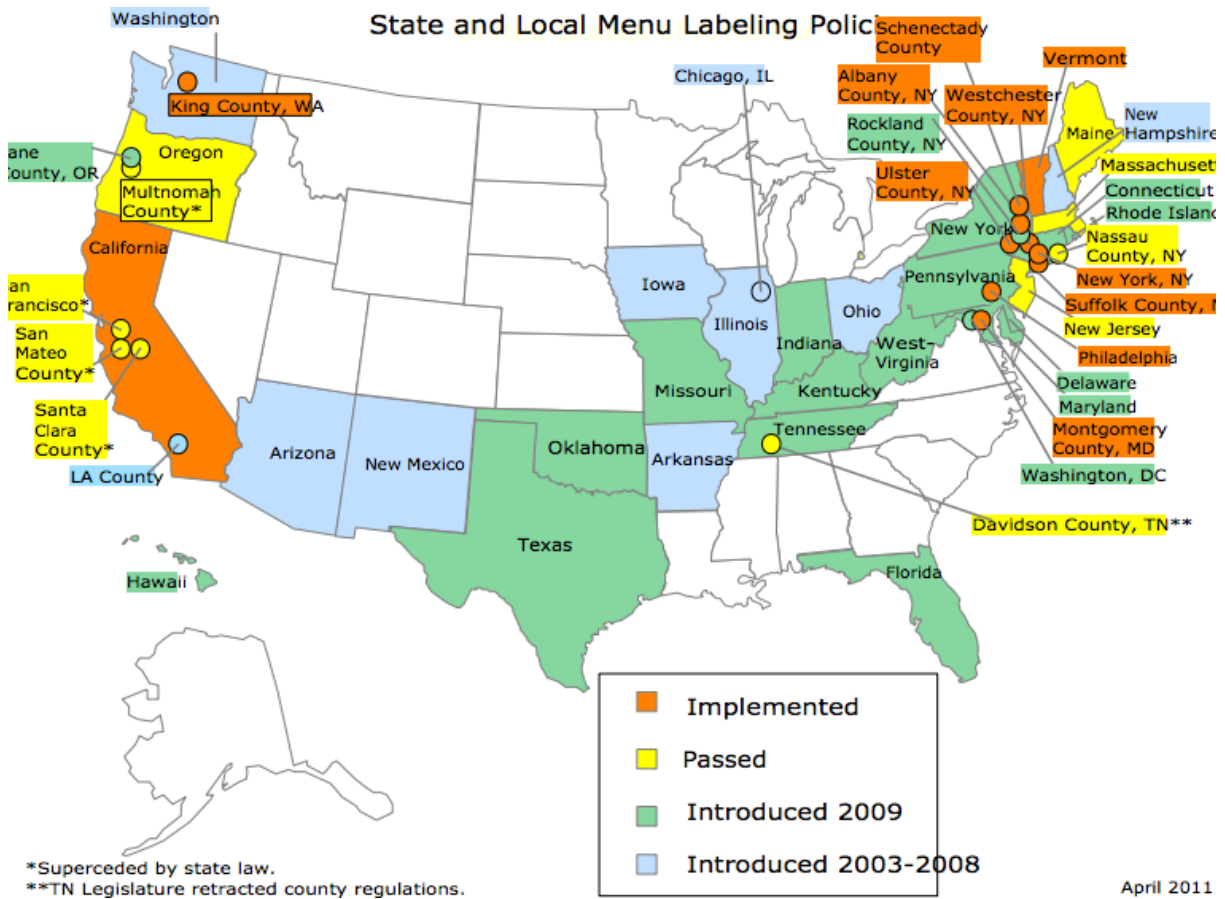 State and Local Menu Labeling Polici
Washington
King County, WA
ane
ounty, OR
Oregon
Multnomah
County*
California
an
rancisco*
San
Mateo
County*
Santa
Clara
County*
LA County
Arizona
New Mexico
Hawaii
Chicago, IL
Iowa
Illinois
Indiana
Ohio
Missouri
Kentucky
West-
Virginia
Oklahoma
Arkansas
Tennessee
Texas
Florida
Schenectady
County
Albany
County, NY
Westchester
County, NY
Rockland
County, NY
Ulster
County, NY
Vermont
Maine
New
Hampshire
Massachusett
Connecticut
Rhode Islan
New York
Nassau
County, NY
Pennsylvania
New York, NY
Suffolk County, N
New Jersey
Philadelphia
Delaware
Maryland
Montgomery
County, MD
Washington, DC
Davidson County, TN**
Implemented
Passed
Introduced 2009
Introduced 2003-2008
*Superceded by state law.
**TN Legislature retracted county regulations.
April 2011